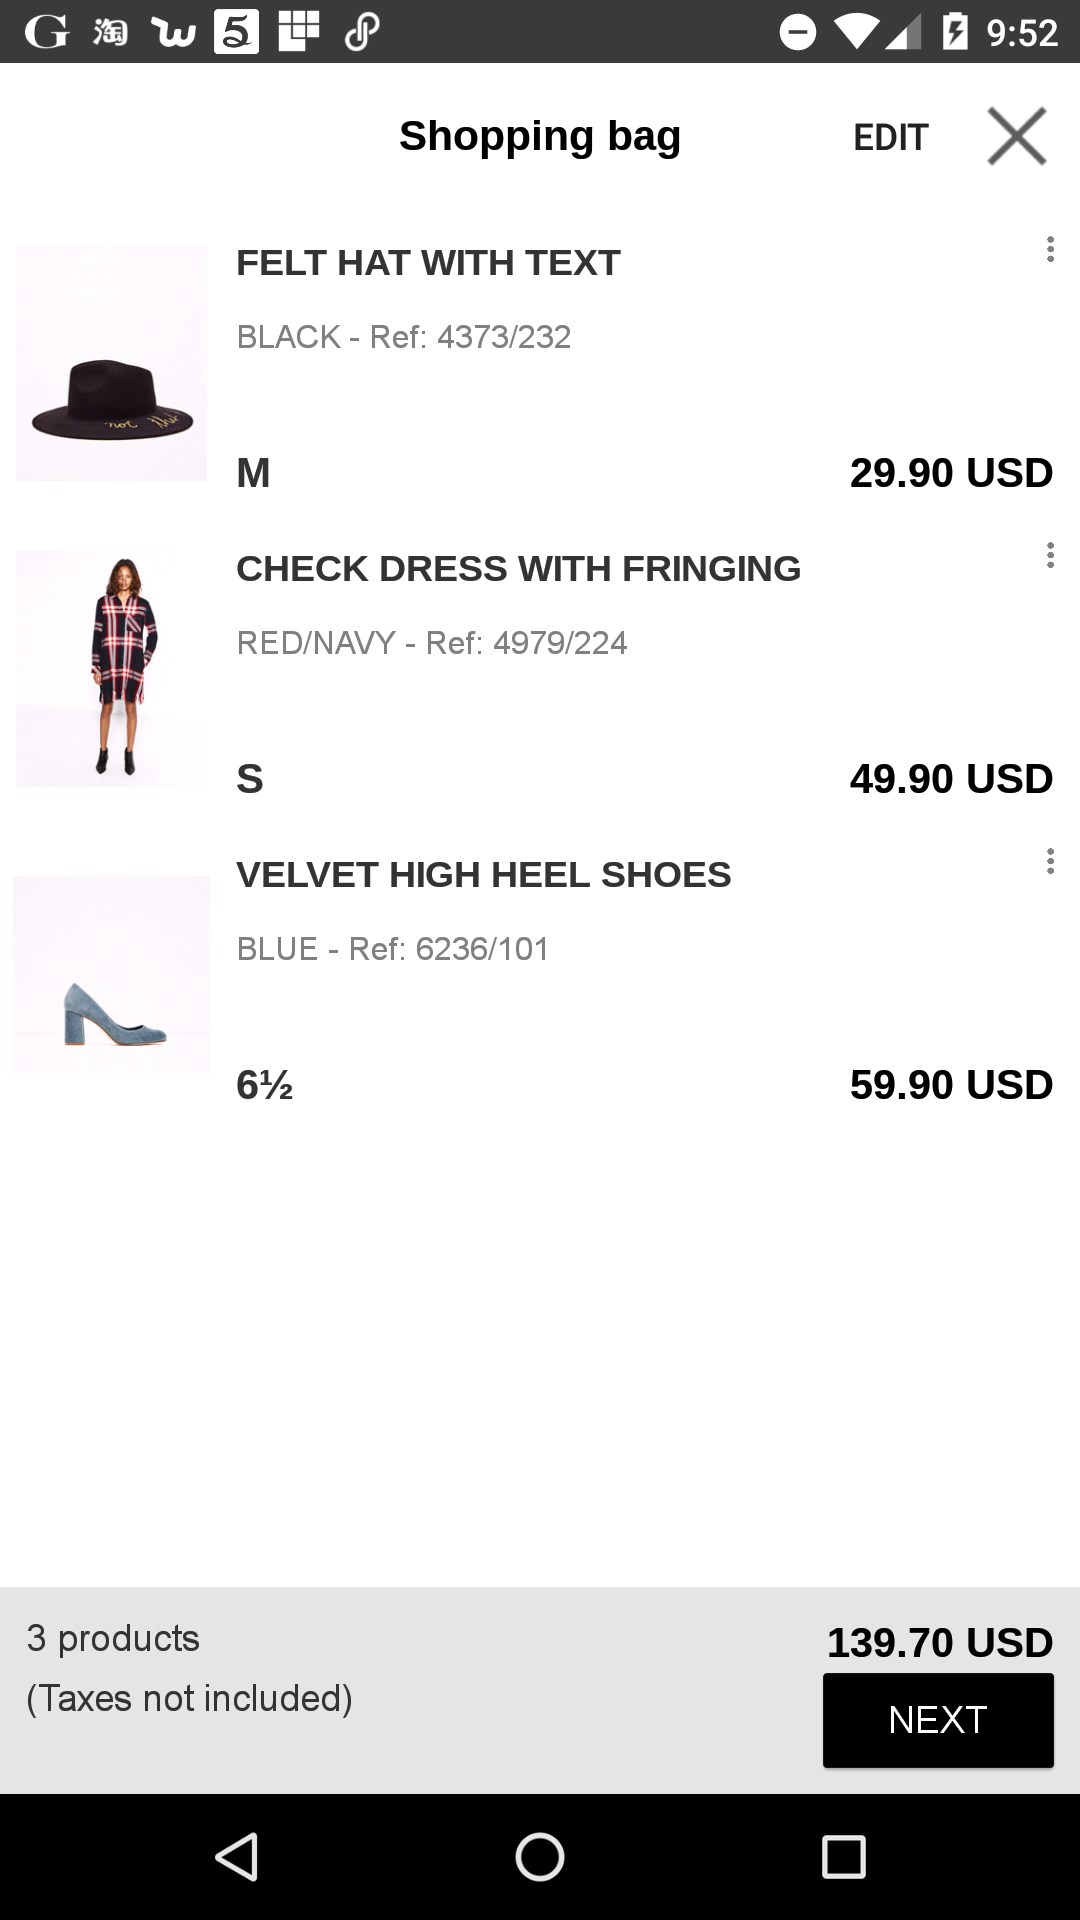 9:52
Shopping bag
EDIT
FELT HAT WITH TEXT
BLACK - Ref: 4373/232
not that
M
29.90 USD
CHECK DRESS WITH FRINGING
RED/NAVY - Ref: 4979/224
S
49.90 USD
VELVET HIGH HEEL SHOES
BLUE - Ref: 6236/101
6½
59.90 USD
3 products
139.70 USD
(Taxes not included)
NEXT